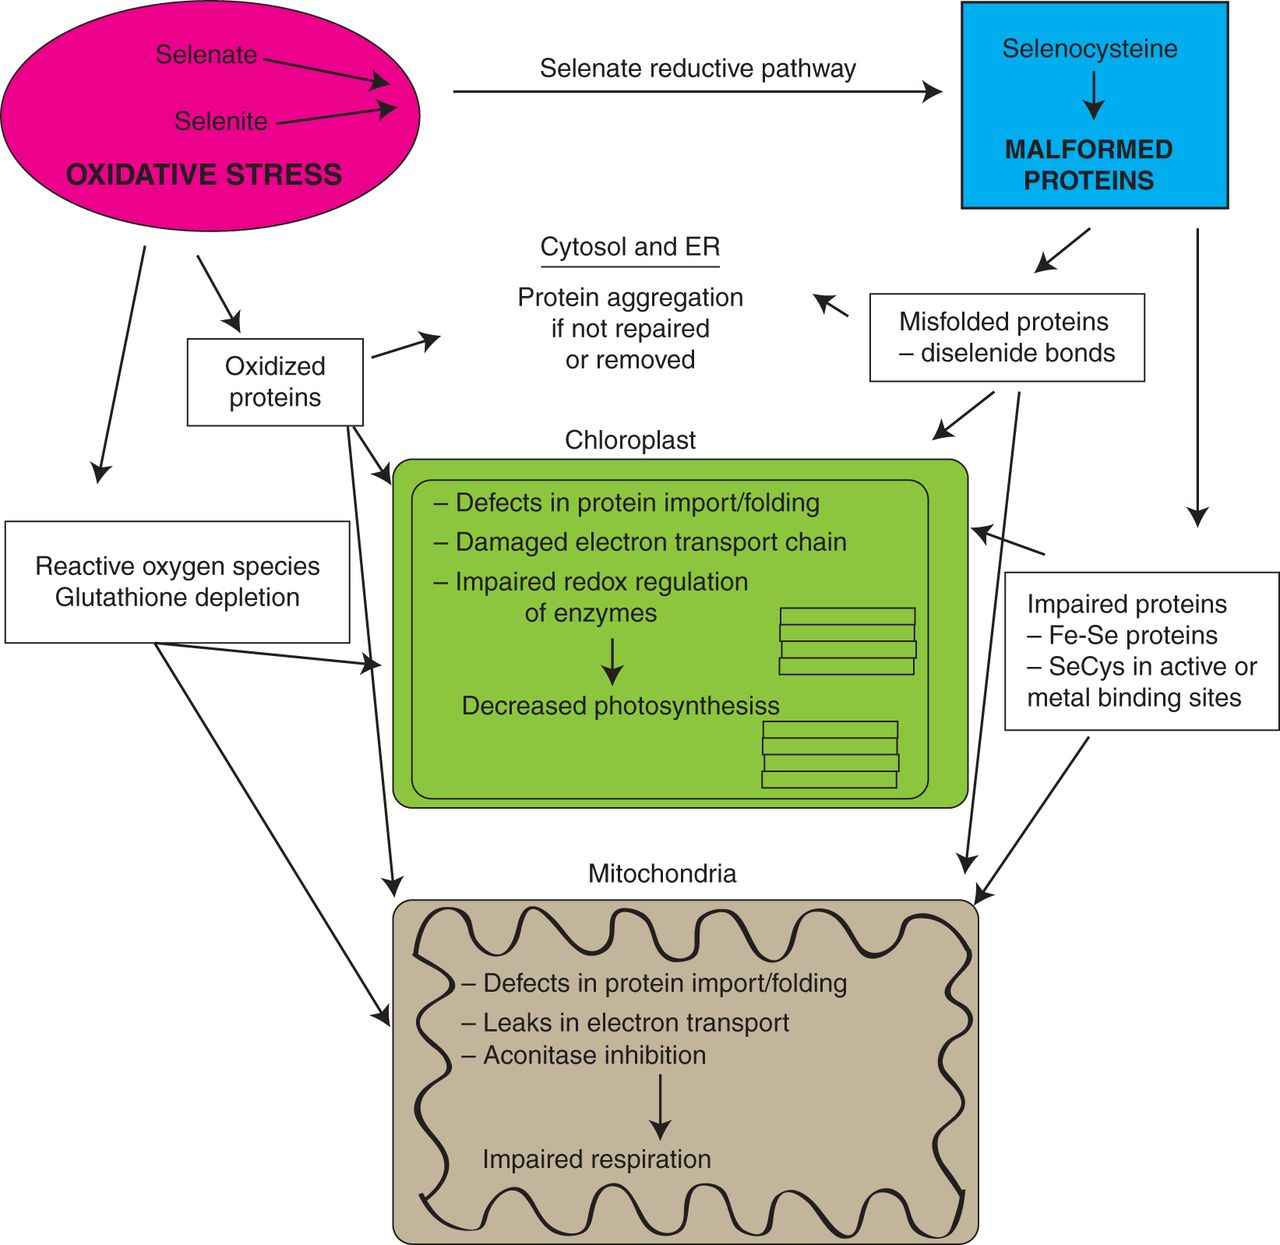 Selenate
Selenite
OXIDATIVE STRESS
Selenate reductive pathway
Selenocysteine
MALFORMED
PROTEINS
Cytosol and ER
Protein aggregation
if not repaired
or removed
Oxidized
proteins
Misfolded proteins
– diselenide bonds
Reactive oxygen species
Glutathione depletion
Chloroplast
– Defects in protein import/folding
– Damaged electron transport chain
– Impaired redox regulation
of enzymes
Decreased photosynthesiss
Impaired proteins
– Fe-Se proteins
– SeCys in active or
metal binding sites
Mitochondria
– Defects in protein import/folding
– Leaks in electron transport
– Aconitase inhibition
Impaired respiration